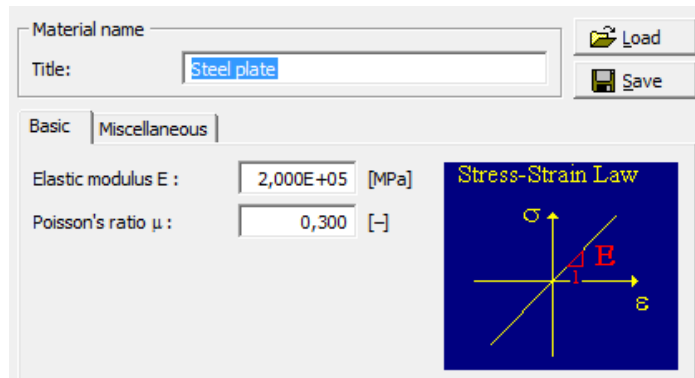 Material name
Load
Title: Steel plate
Save
Basic Miscellaneous
Elastic modulus E : 2,000E+05 [MPa]
Poisson's ratio μ : 0,300 [–]
Stress-Strain Law
σ
E
1
ε